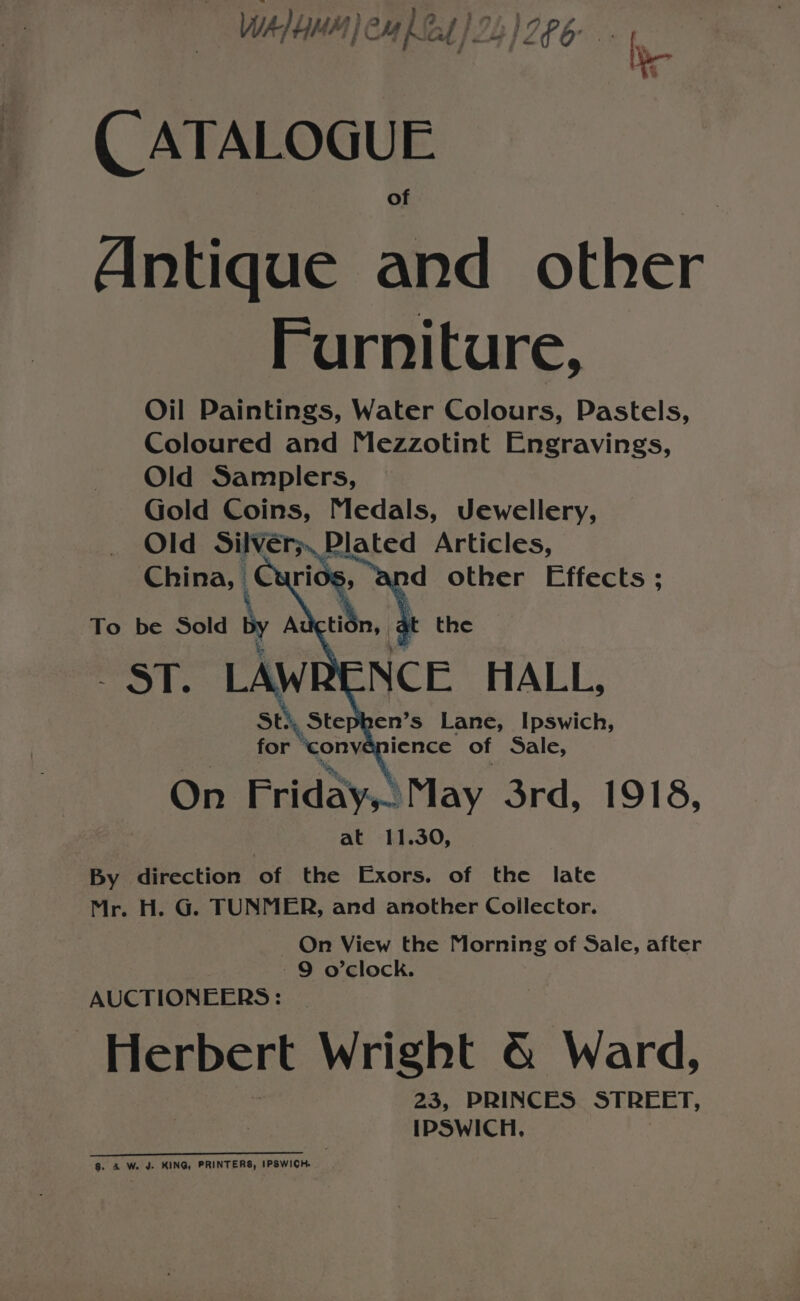 CATALOGUE
of
Antique and other
Furniture,
Oil Paintings, Water Colours, Pastels,
Coloured and Mezzotint Engravings,
Old Samplers,
Gold Coins, Medals, Jewellery,
Old Silver, Plated Articles,
China, Curios, and other Effects ;
To be Sold by Auction, at the
ST. LAWRENCE HALL,
St. Stephen's Lane, Ipswich,
for convenience of Sale,
On Friday, May 3rd, 1918,
at 11.30,
By direction of the Exors. of the late
Mr. H. G. TUNMER, and another Collector.
On View the Morning of Sale, after
9 o'clock.
AUCTIONEERS :
Herbert Wright & Ward,
23, PRINCES STREET,
IPSWICH.
S. & W. J. KING, PRINTERS, IPSWICH.